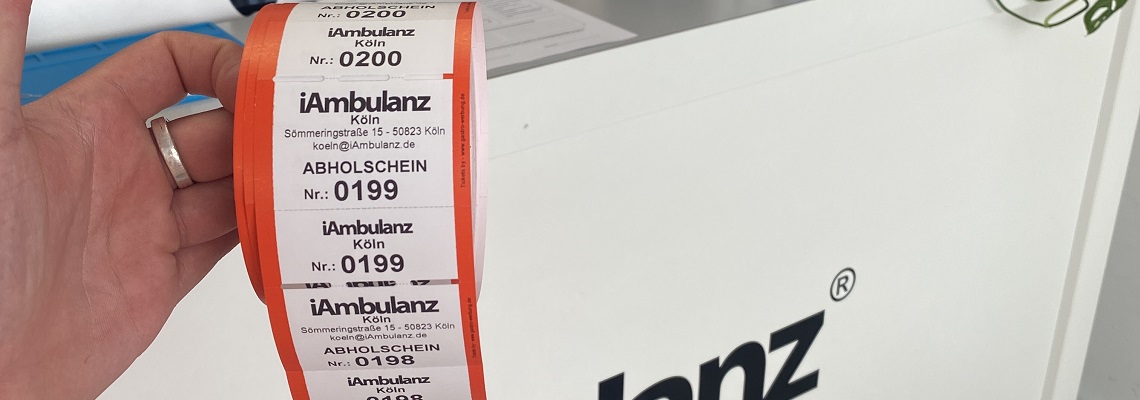 ABHOLSCHEIN
Nr.: 0200
iAmbulanz
Köln
Nr.: 0200
iAmbulanz
Köln
Sömmeringstraße 15 - 50823 Köln
koeln@iAmbulanz.de
ABHOLSCHEIN
Nr.: 0199
iAmbulanz
Köln
Nr.: 0199
iAmbulanz
Köln
Sömmeringstraße 15 - 50823 Köln
koeln@iAmbulanz.de
ABHOLSCHEIN
Nr.: 0198
iAmbulanz
Köln
0198
lanz®